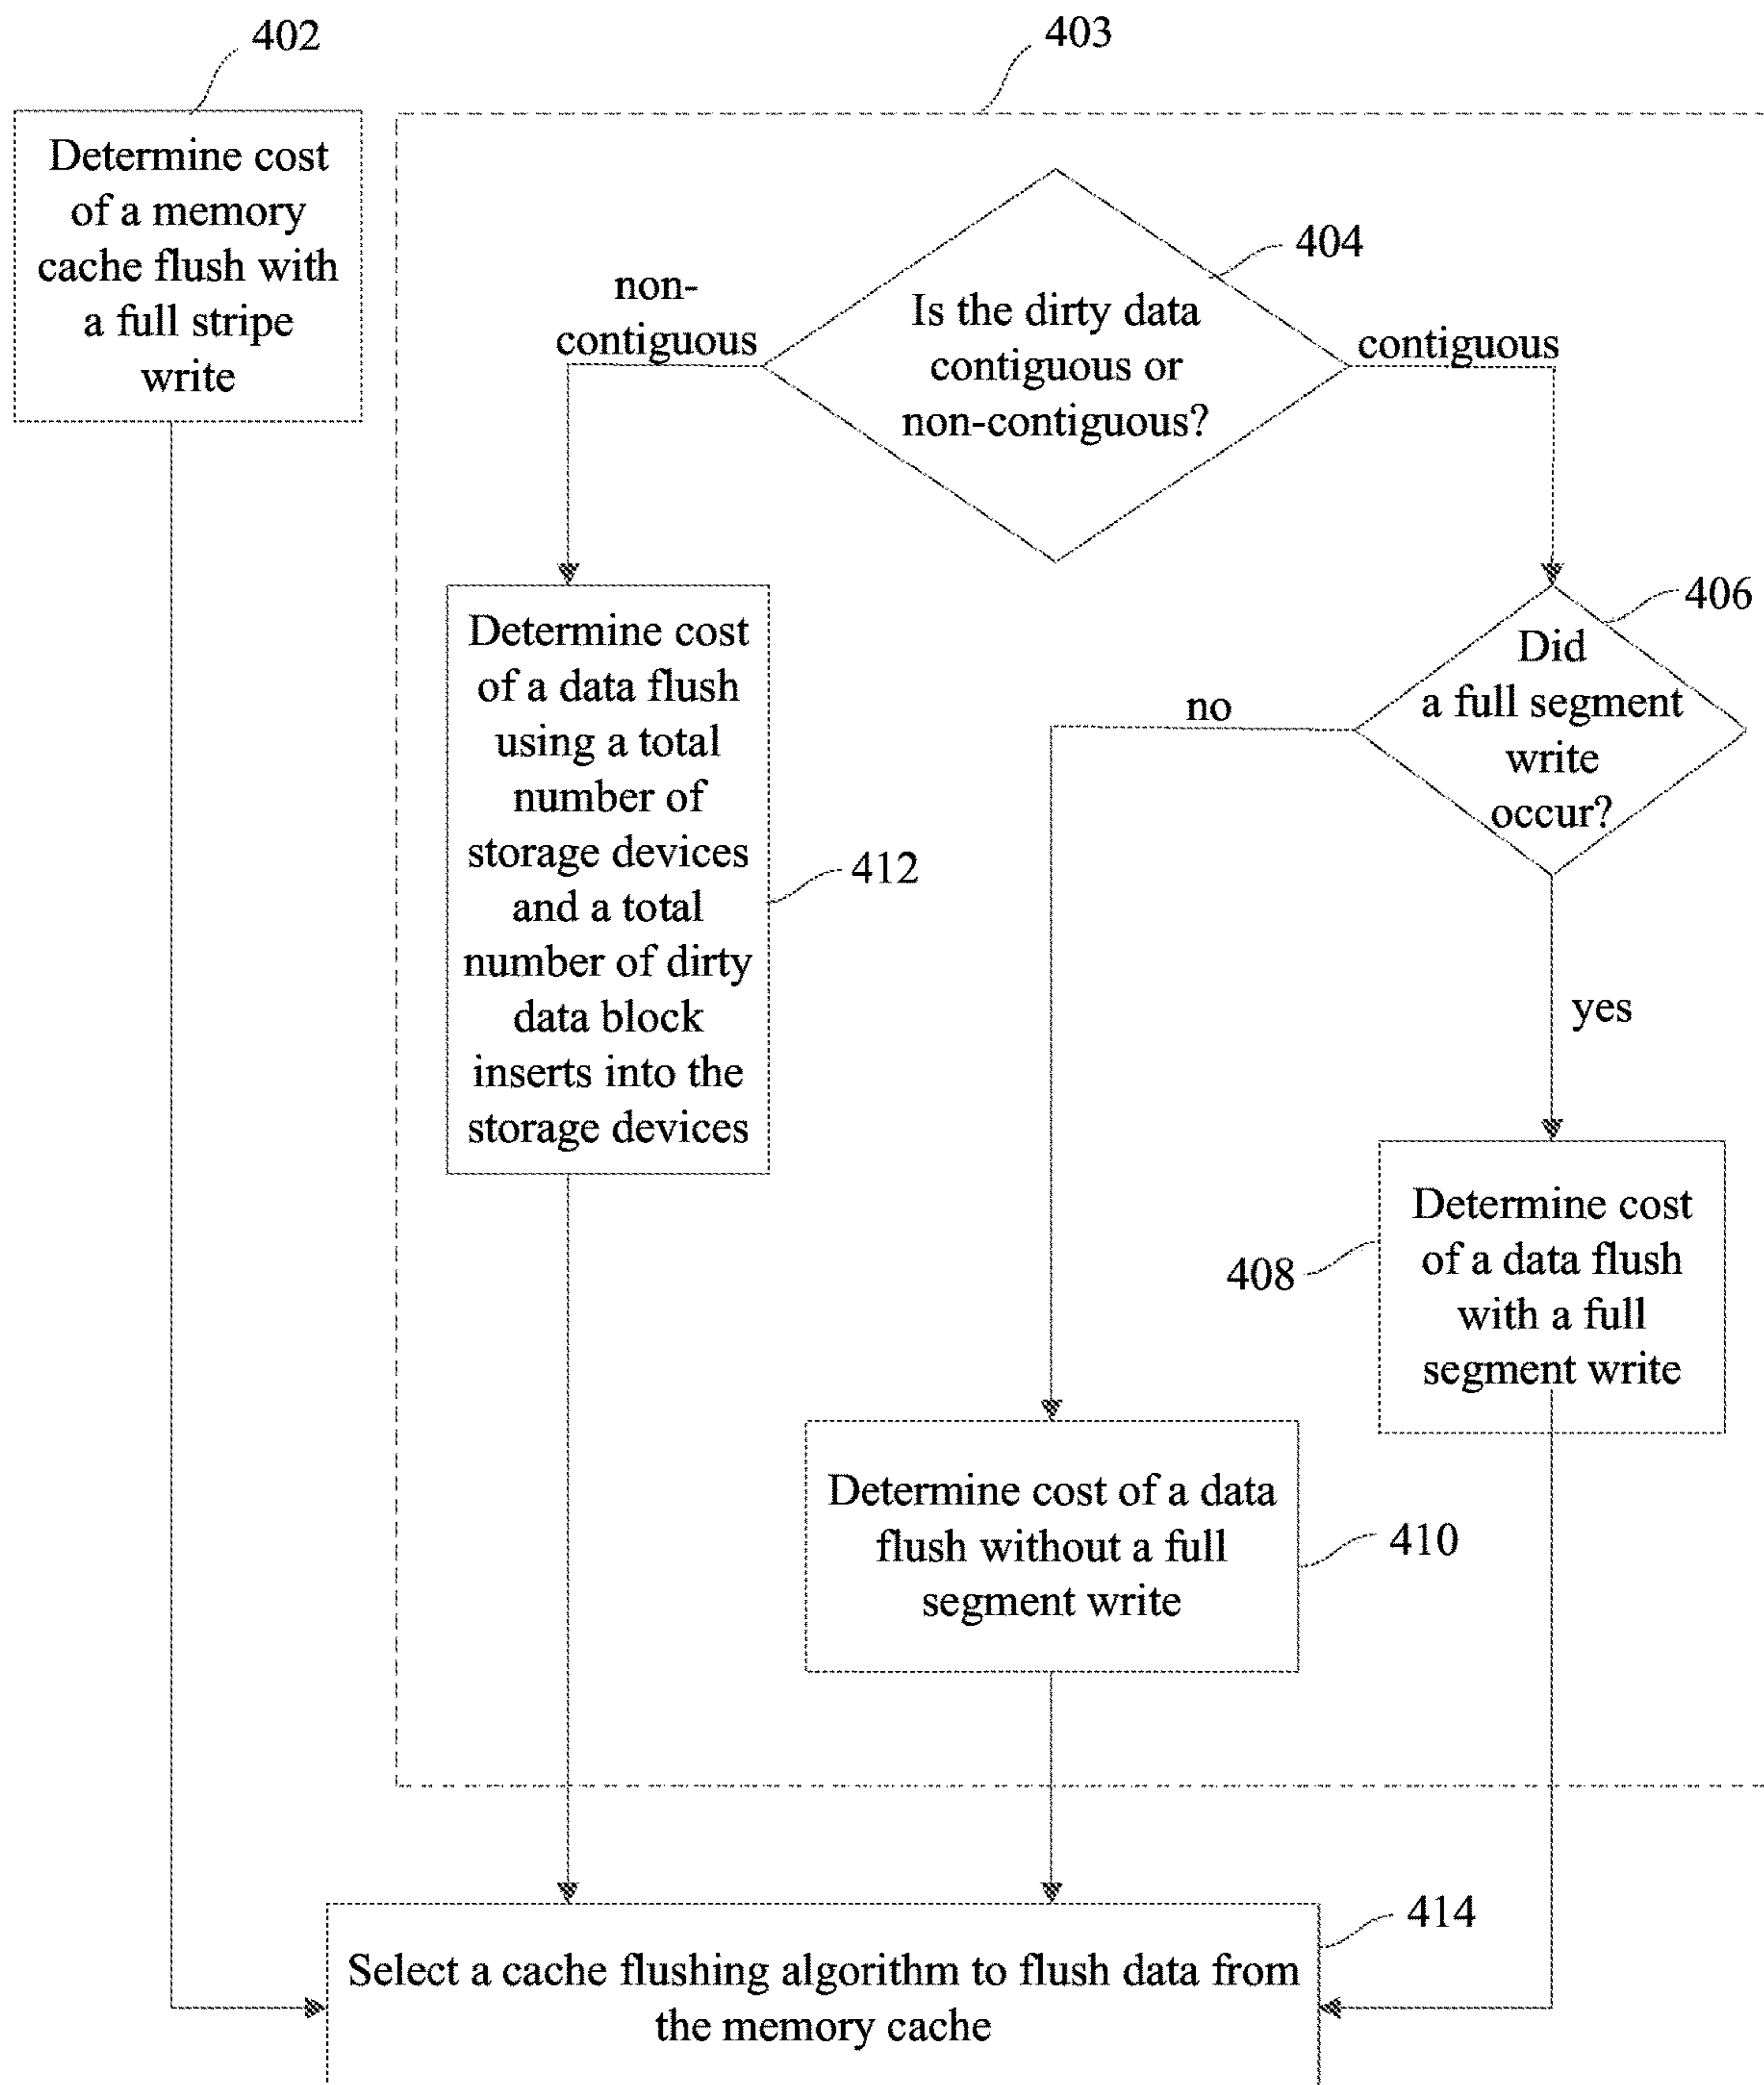 402
403
Determine cost
of a memory
cache flush with
a full stripe
write
404
Is the dirty data
contiguous or
non-contiguous?
non-
contiguous
contiguous
406
Did
a full segment
write
occur?
no
yes
Determine cost
of a data flush
using a total
number of
storage devices
and a total
number of dirty
data block
inserts into the
storage devices
412
408
Determine cost
of a data flush
with a full
segment write
Determine cost of a data
flush without a full
segment write
410
414
Select a cache flushing algorithm to flush data from
the memory cache